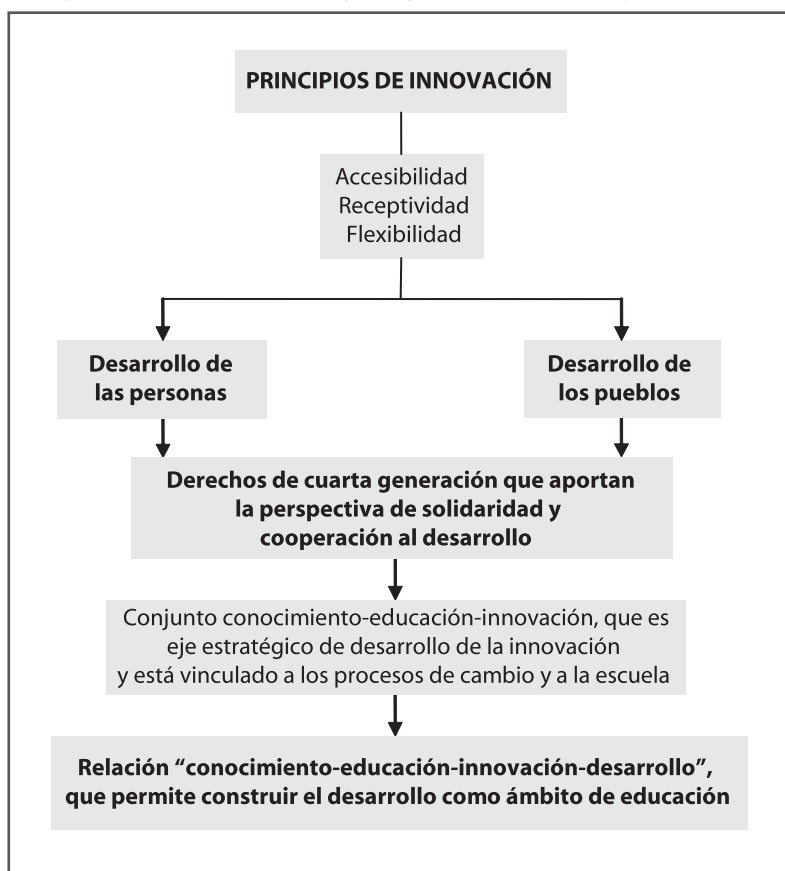 PRINCIPIOS DE INNOVACIÓN
Accesibilidad
Receptividad
Flexibilidad
Desarrollo de
las personas
Desarrollo de
los pueblos
Derechos de cuarta generación que aportan
la perspectiva de solidaridad y
cooperación al desarrollo
Conjunto conocimiento-educación-innovación, que es
eje estratégico de desarrollo de la innovación
y está vinculado a los procesos de cambio y a la escuela
Relación “conocimiento-educación-innovación-desarrollo”,
que permite construir el desarrollo como ámbito de educación